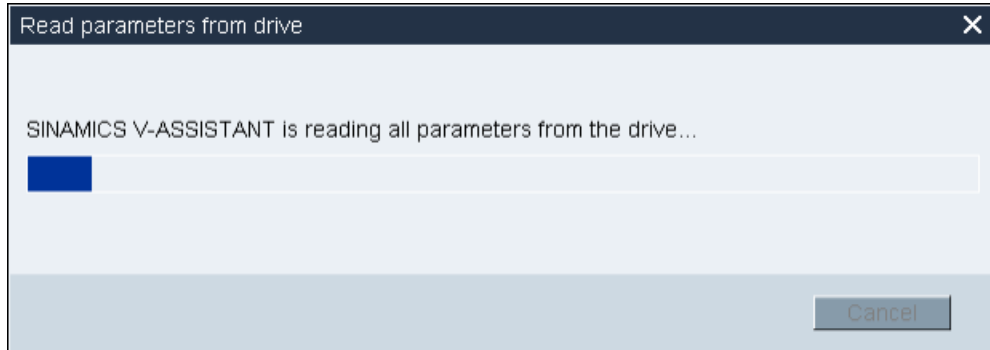 Read parameters from drive
SINAMICS V-ASSISTANT is reading all parameters from the drive...
Cancel